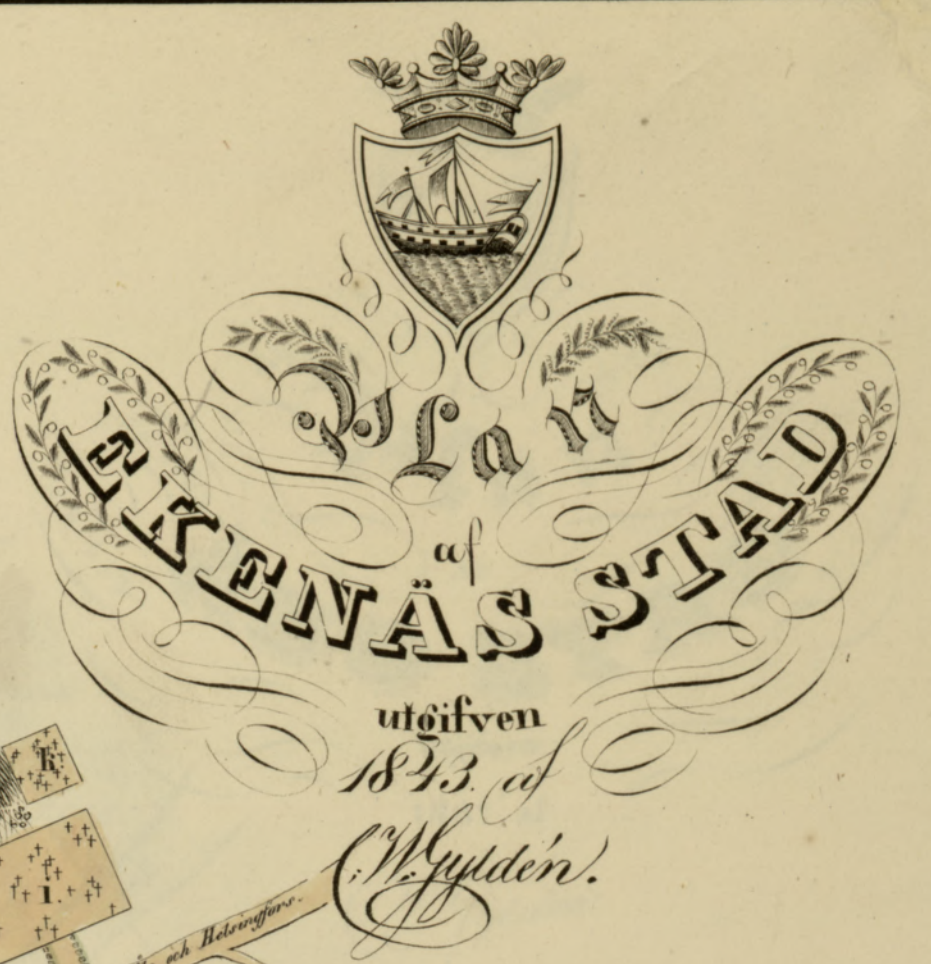 Plan
af
EKENÄS STAD
utgifven
1843. af
C. W. Gyldén.
k.
i.
och Helsingfors.